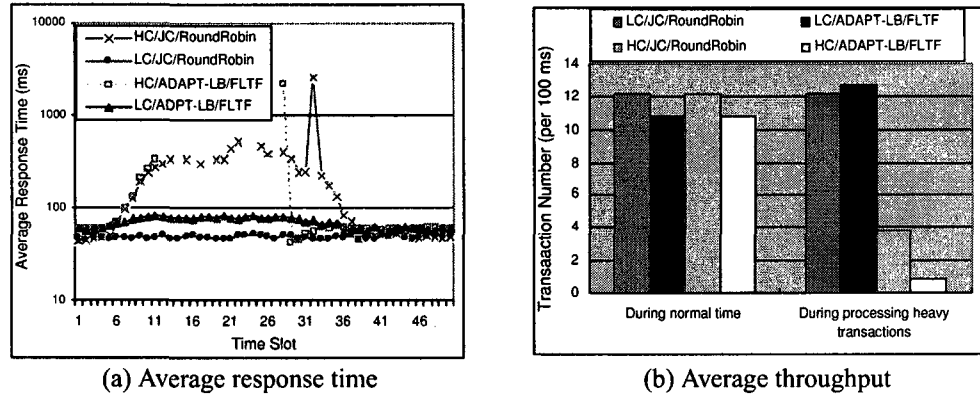 10000
1000
100
10
Average Response Time (ms)
HC/JC/RoundRobin
LC/JC/RoundRobin
HC/ADAPT-LB/FLTF
LC/ADPT-LB/FLTF
1 6 11 16 21 26 31 36 41 46
Time Slot
(a) Average response time
LC/JC/RoundRobin
LC/ADAPT-LB/FLTF
HC/JC/RoundRobin
HC/ADAPT-LB/FLTF
14
12
10
8
6
4
2
0
Transaaction Number (per 100 ms)
During normal time
During processing heavy
transactions
(b) Average throughput